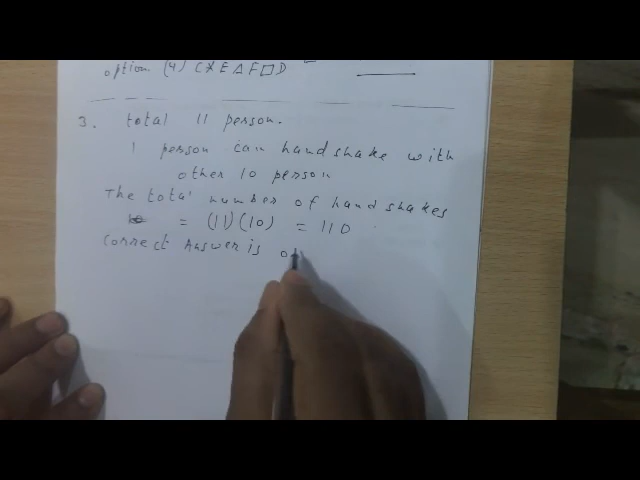 option (4) C★E△F□D
3. total 11 person.
1 person can handshake with
other 10 person
The total number of handshakes
= (11)(10) = 110
Correct Answer is